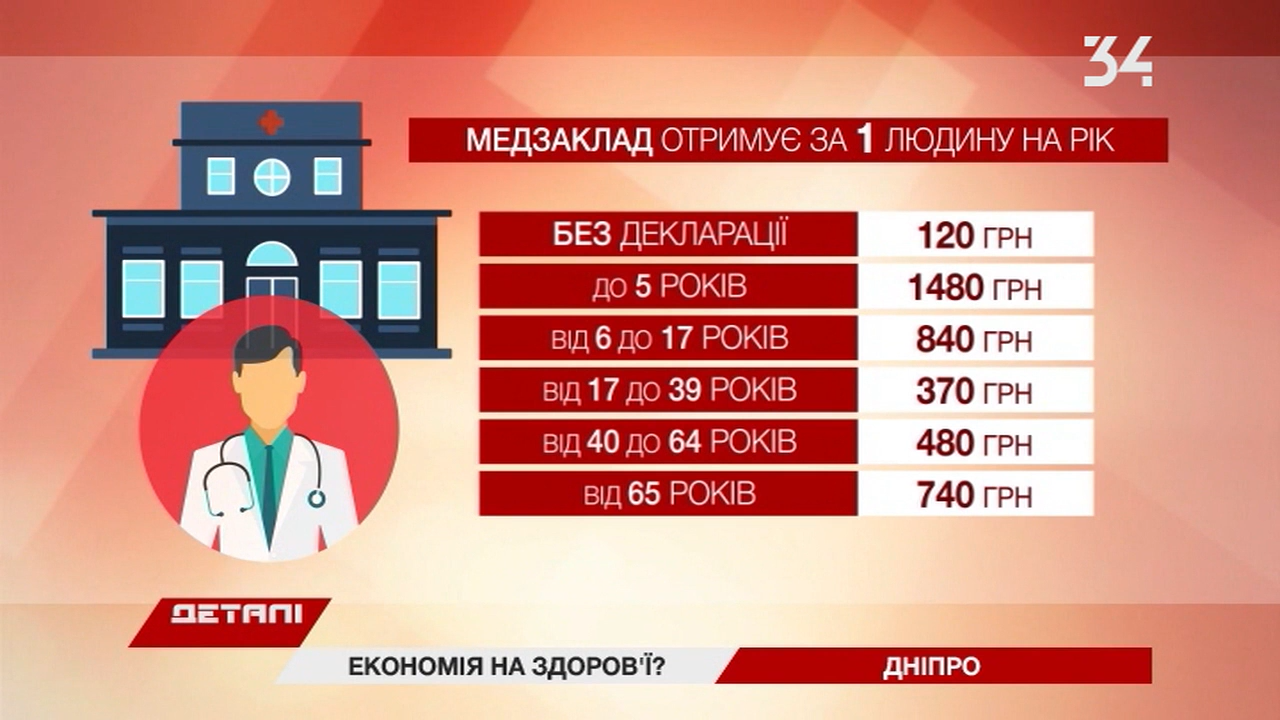 34
МЕДЗАКЛАД ОТРИМУЄ ЗА 1 ЛЮДИНУ НА РІК
БЕЗ ДЕКЛАРАЦІЇ 120 ГРН
ДО 5 РОКІВ 1480 ГРН
ВІД 6 ДО 17 РОКІВ 840 ГРН
ВІД 17 ДО 39 РОКІВ 370 ГРН
ВІД 40 ДО 64 РОКІВ 480 ГРН
ВІД 65 РОКІВ 740 ГРН
ДЕТАЛІ
ЕКОНОМІЯ НА ЗДОРОВ'Ї? ДНІПРО